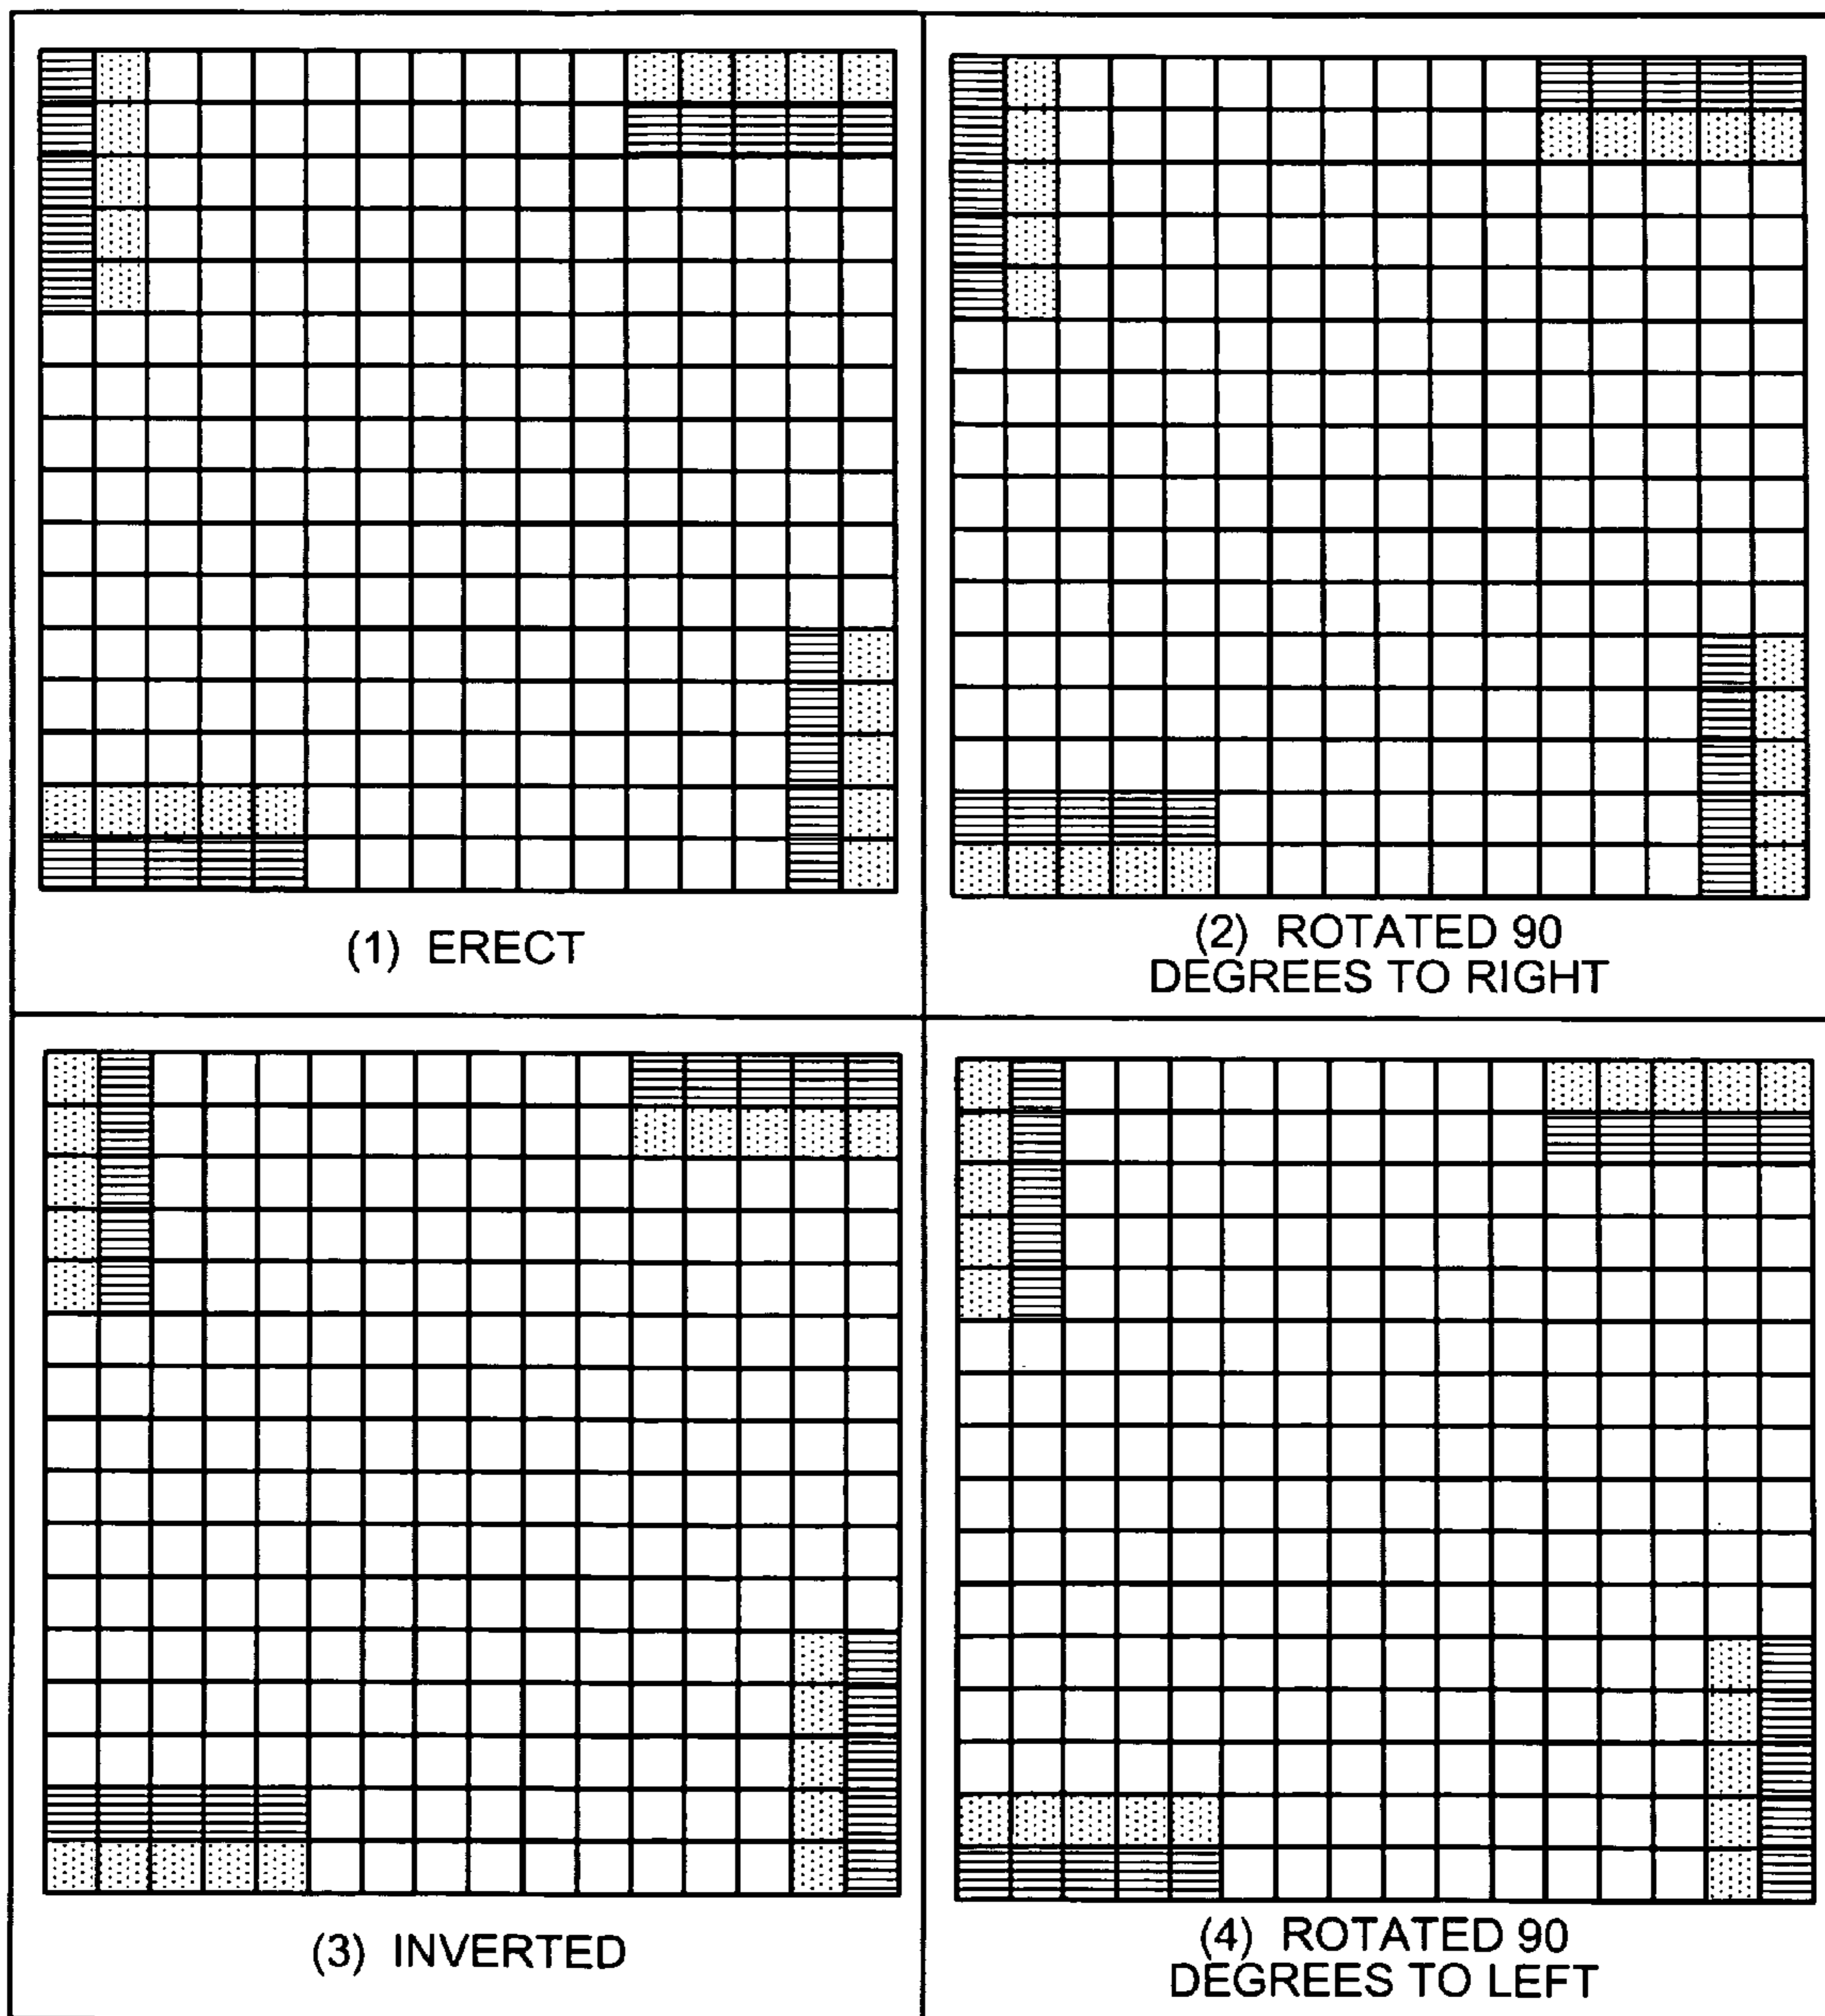 (1) ERECT
(2) ROTATED 90
DEGREES TO RIGHT
(3) INVERTED
(4) ROTATED 90
DEGREES TO LEFT